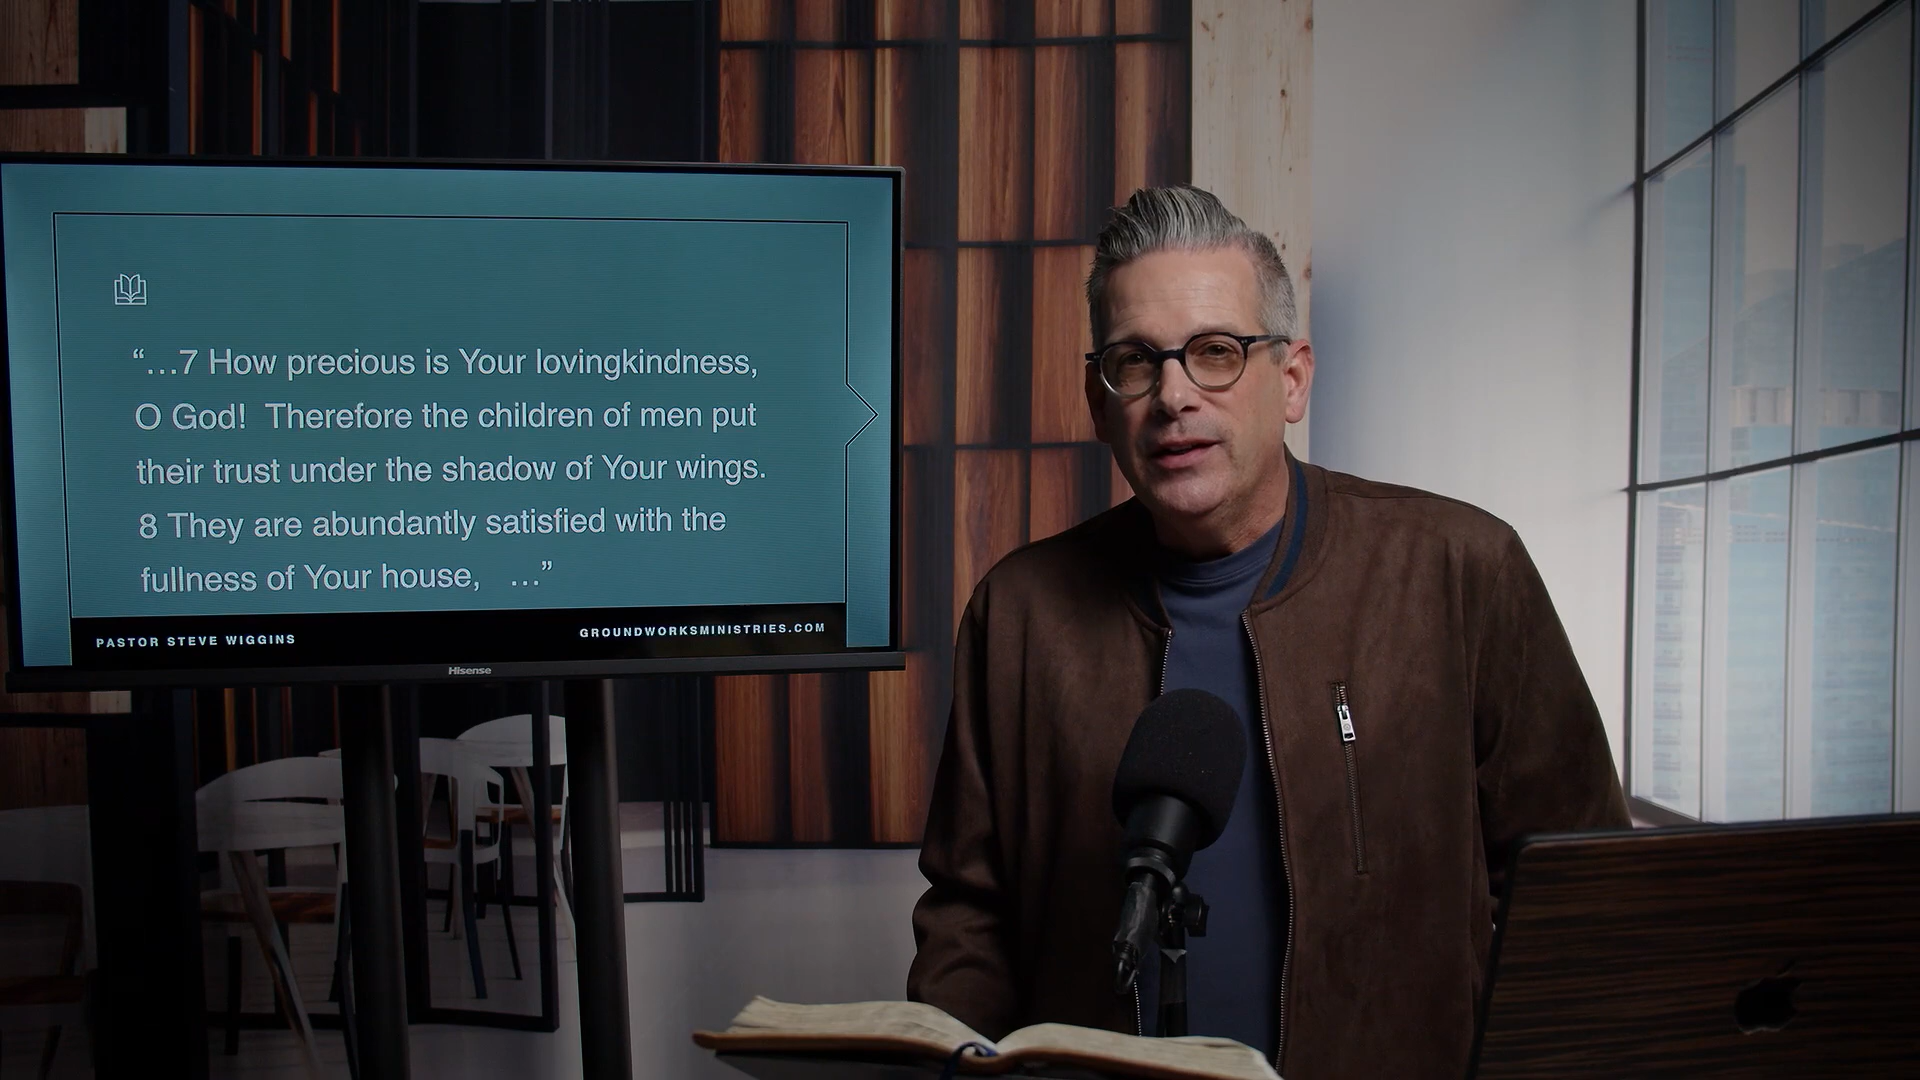 “…7 How precious is Your lovingkindness,
O God!  Therefore the children of men put
their trust under the shadow of Your wings.
8 They are abundantly satisfied with the
fullness of Your house,   …”
PASTOR STEVE WIGGINS
GROUNDWORKSMINISTRIES.COM
Hisense